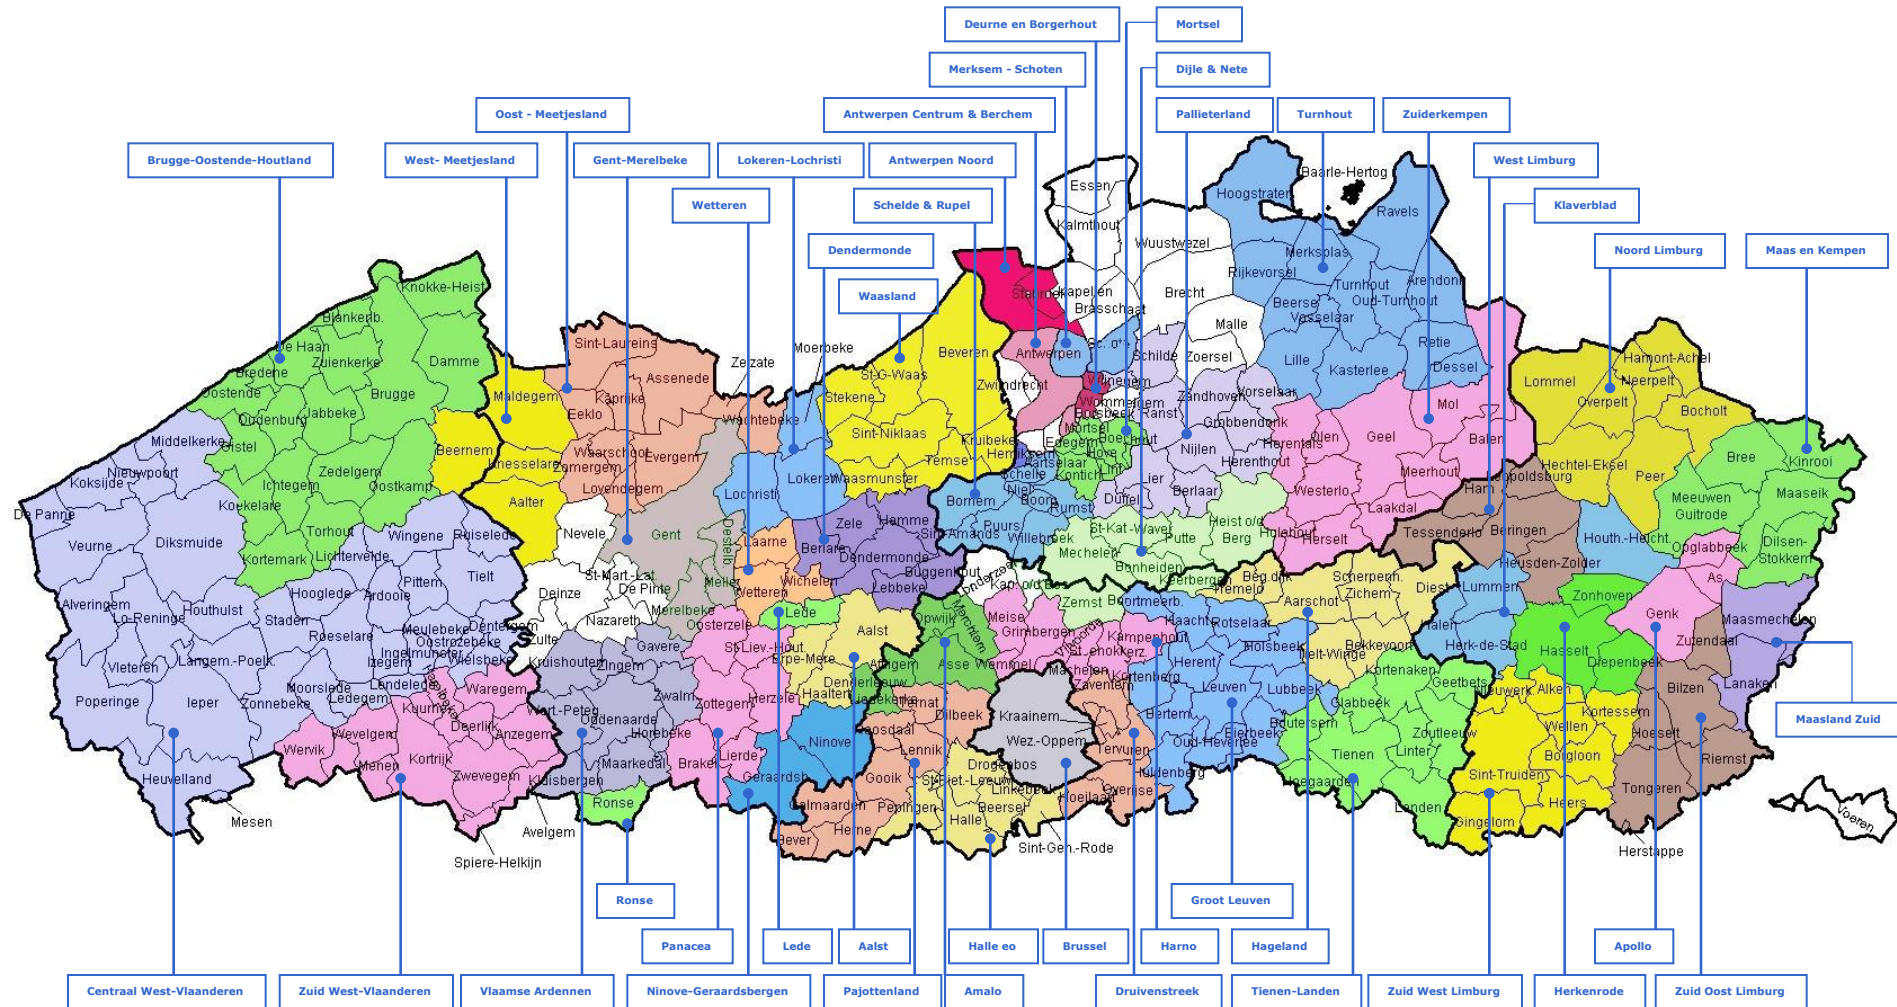 Deurne en Borgerhout
Mortsel
Merksem - Schoten
Dijle & Nete
Oost - Meetjesland
Antwerpen Centrum & Berchem
Pallieterland
Turnhout
Zuiderkempen
Brugge-Oostende-Houtland
West- Meetjesland
Gent-Merelbeke
Lokeren-Lochristi
Antwerpen Noord
West Limburg
Wetteren
Schelde & Rupel
Klaverblad
Dendermonde
Noord Limburg
Maas en Kempen
Waasland
Baarle-Hertog
Essen
Hoogstraten
Ravels
Kalmthout
Wuustwezel
Merksplas
Rijkevorsel
Knokke-Heist
Turnhout
Arendonk
Brecht
Beerse
Oud-Turnhout
Brasschaat
Blankenb.
Vosselaar
Malle
De Haan
Zuienkerke
Damme
Sint-Laureins
Moerbeke
Beveren
Antwerpen
Schilde
Zoersel
Retie
Hamont-Achel
Bredene
Zelzate
St-G-Waas
Lille
Kasterlee
Dessel
Lommel
Neerpelt
Oostende
Brugge
Maldegem
Kaprijke
Assenede
Stekene
Zwijndrecht
Wommelgem
Zandhoven
Vorselaar
Overpelt
Bocholt
Jabbeke
Oudenburg
Eeklo
Wachtebeke
Sint-Niklaas
Ranst
Grobbendonk
Mol
Middelkerke
Gistel
Beernem
Waarschoot
Evergem
Kruibeke
Mortsel
Edegem
Hove
Nijlen
Herentals
Olen
Geel
Balen
Nieuwpoort
Koksijde
Zedelgem
Ichtegem
Oostkamp
Knesselare
Zomergem
Lovendegem
Lochristi
Lokeren
Waasmunster
Temse
Hemiksem
Aartselaar
Schelle
Kontich
Lint
Lier
Herenthout
Meerhout
Hechtel-Eksel
Peer
Bree
Kinrooi
De Panne
Koekelare
Aalter
Bornem
Niel
Boom
Rumst
Duffel
Berlaar
Westerlo
Laakdal
Ham
Leopoldsburg
Meeuwen
Guitrode
Maaseik
Veurne
Diksmuide
Torhout
Lichtervelde
Kortemark
Wingene
Ruiselede
Nevele
Gent
Destelb.
Laarne
Zele
Hamme
Sint-Amands
Puurs
Willebroek
St-Kat.-Waver
Mechelen
Putte
Heist o/d
Berg
Hulshout
Herselt
Tessenderlo
Beringen
Houth.-Helcht.
Opglabbeek
Dilsen-
Stokkem
Berlare
Dendermonde
Buggenhout
Lebbeke
Bonheiden
Keerbergen
Heusden-Zolder
Alveringem
Lo-Reninge
Houthulst
Hooglede
Staden
Ardooie
Pittem
Tielt
Deinze
St-Mart.-Lat.
De Pinte
Nazareth
Melle
Merelbeke
Wetteren
Wichelen
Lede
Zemst
Tremelo
Beg.dijk
Aarschot
Scherpenh.
Zichem
Diest
Lummen
Zonhoven
As
Genk
Maasmechelen
Roeselare
Meulebeke
Dentergem
Oostrozebeke
Ingelmunster
Izegem
Wielsbeke
Zulte
Oosterzele
Gavere
Aalst
Opwijk
Merchtem
Meise
Grimbergen
Kampenhout
Haacht
Rotselaar
Holsbeek
Bekkevoort
Tielt-Winge
Halen
Herk-de-Stad
Hasselt
Diepenbeek
Zutendaal
Vleteren
Langem.-Poelk.
Kruishoutem
Zingem
St-Liev.-Hout.
Erpe-Mere
Affligem
Asse
Wemmel
Machelen
Herent
Kortenaken
Poperinge
Ieper
Zonnebeke
Moorslede
Ledegem
Lendelede
Kuurne
Waregem
Wort.-Peteg
Zwalm
Zottegem
Herzele
Haaltert
Denderleeuw
Liedekerke
Ternat
Dilbeek
Zaventem
Kortenberg
Leuven
Lubbeek
Geetbets
Nieuwerk.
Alken
Kortessem
Bilzen
Lanaken
Maasland Zuid
Wervik
Wevelgem
Menen
Kortrijk
Deerlijk
Anzegem
Oudenaarde
Horebeke
Maarkedal
Brakel
Lierde
Ninove
Roosdaal
Lennik
Kraainem
Wez.-Oppem
Bertem
Tervuren
Oud-Heverlee
Bierbeek
Boutersem
Glabbeek
Tienen
Linter
Zoutleeuw
Wellen
Borgloon
Hoeselt
Riemst
Heuvelland
Mesen
Zwevegem
Kluisbergen
Ronse
Geraardsb.
Gooik
Galmaarden
Pepingen
Drogenbos
St-Piet.-Leeuw
Linkebeek
Beersel
Halle
Hoeilaart
Overijse
Huldenberg
Hoegaarden
Landen
Sint-Truiden
Gingelom
Heers
Tongeren
Voeren
Avelgem
Spiere-Helkijn
Bever
Herne
Sint-Gen.-Rode
Herstappe
Ronse
Groot Leuven
Panacea
Lede
Aalst
Halle eo
Brussel
Harno
Hageland
Apollo
Centraal West-Vlaanderen
Zuid West-Vlaanderen
Vlaamse Ardennen
Ninove-Geraardsbergen
Pajottenland
Amalo
Druivenstreek
Tienen-Landen
Zuid West Limburg
Herkenrode
Zuid Oost Limburg